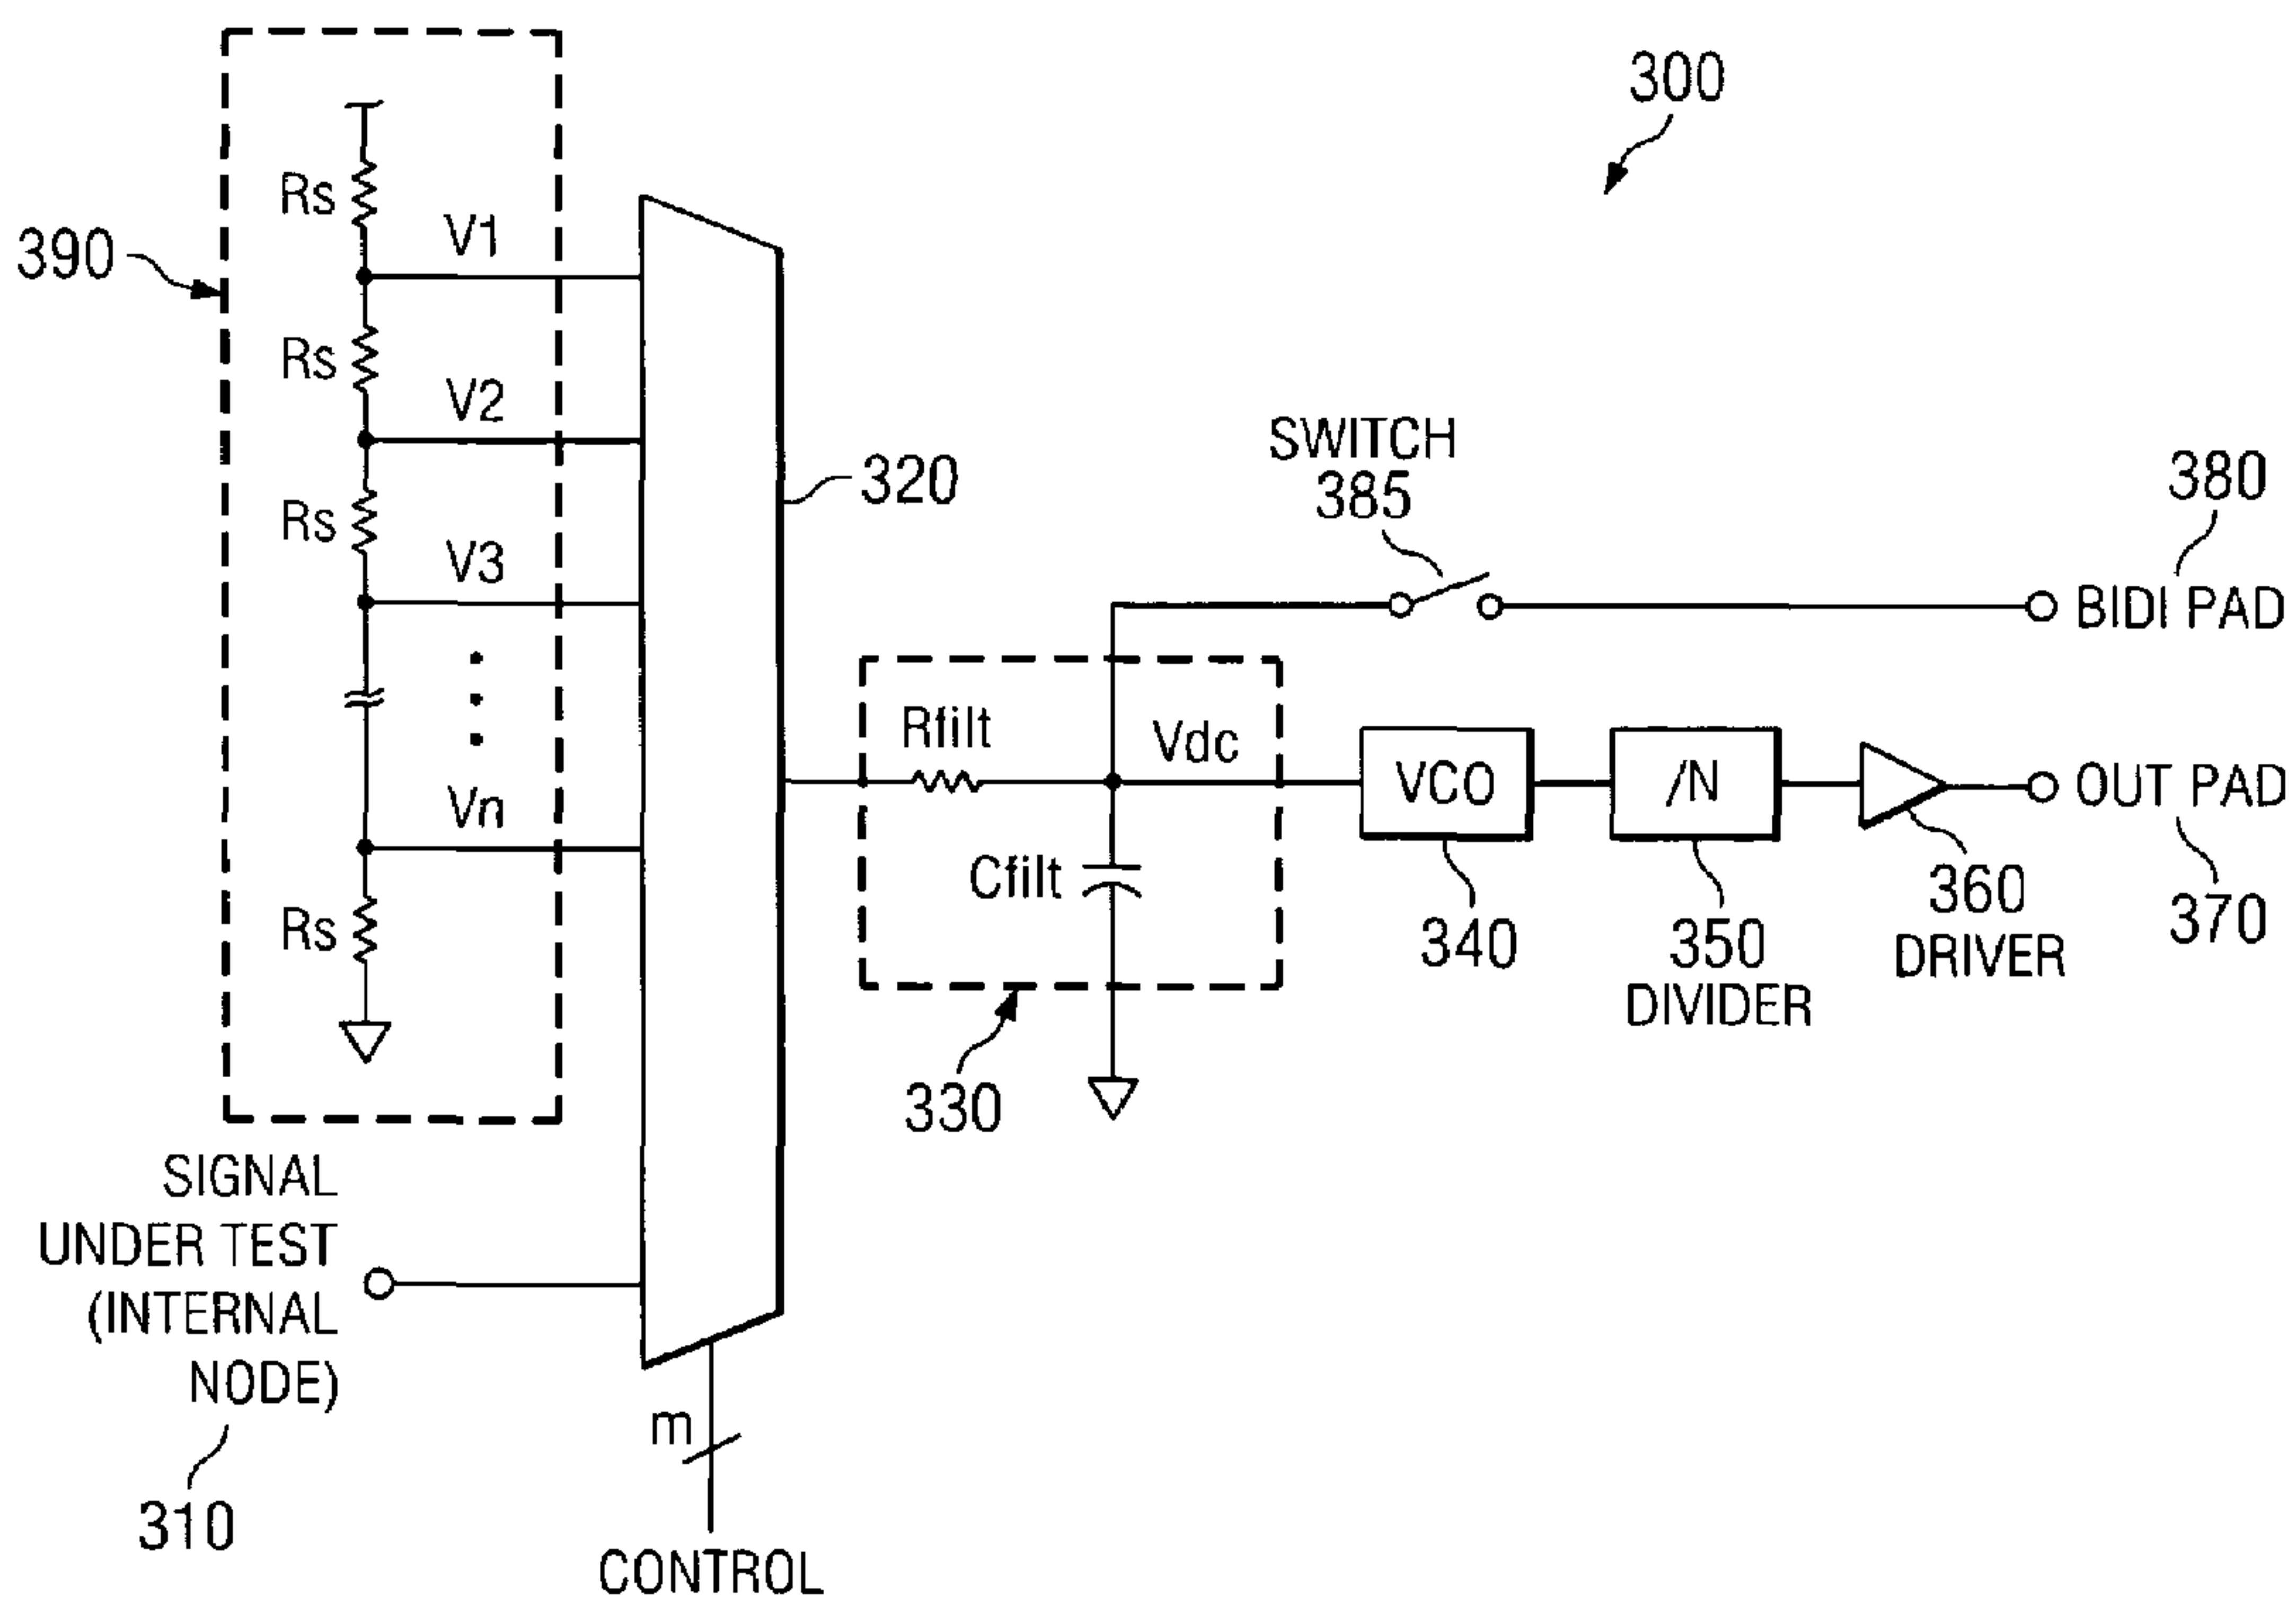 300
Rs
V1
390
Rs
V2
320
Rs
V3
SWITCH
385
380
BIDI PAD
Rfilt
Vdc
VCO
/N
OUT PAD
Vn
Cfilt
Rs
340
350
DIVIDER
360
DRIVER
370
330
SIGNAL
UNDER TEST
(INTERNAL
NODE)
310
m
CONTROL